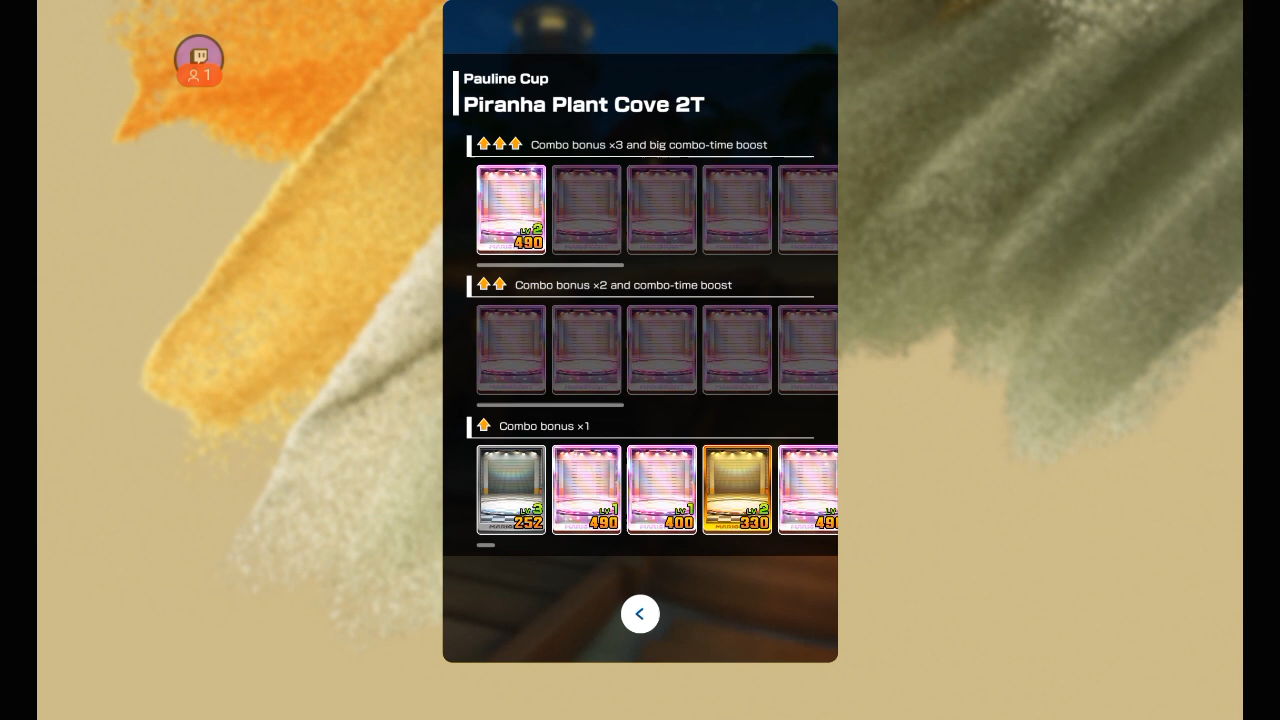 1
Pauline Cup
Piranha Plant Cove 2T
Combo bonus ×3 and big combo-time boost
Lv.2
490
Combo bonus ×2 and combo-time boost
Combo bonus ×1
Lv.3 Lv.1 Lv.1 Lv.2
252 490 400 330 490